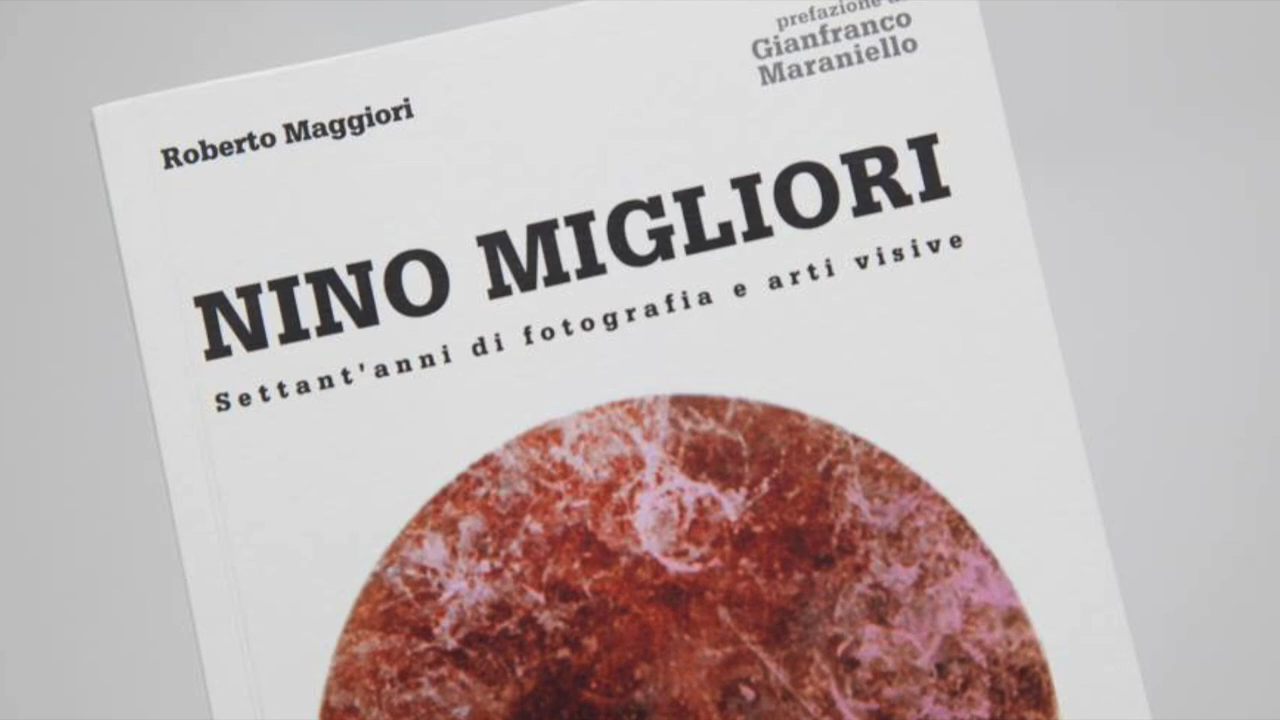 Roberto Maggiori
prefazione
Gianfranco
Maraniello
NINO MIGLIORI
Settant'anni di fotografia e arti visive